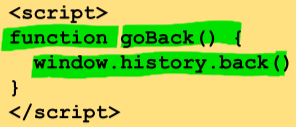 <script>
function goBack() {
window.history.back()
}
</script>